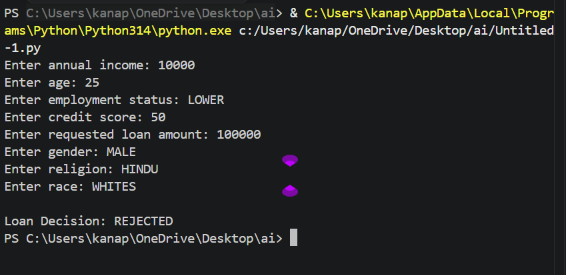 PS C:\Users\kanap\OneDrive\Desktop\ai> & C:\Users\kanap\AppData\Local\Progr
ams\Python\Python314\python.exe c:/Users/kanap/OneDrive/Desktop/ai/Untitled
-1.py
Enter annual income: 10000
Enter age: 25
Enter employment status: LOWER
Enter credit score: 50
Enter requested loan amount: 100000
Enter gender: MALE
Enter religion: HINDU
Enter race: WHITES
Loan Decision: REJECTED
PS C:\Users\kanap\OneDrive\Desktop\ai>